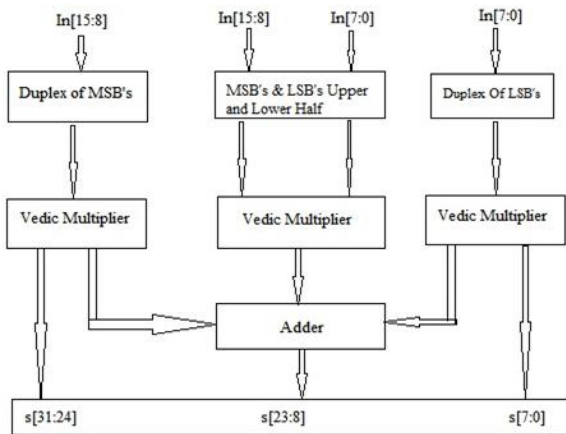 In[15:8] In[15:8] In[7:0] In[7:0]
Duplex of MSB's
MSB's & LSB's Upper
and Lower Half
Duplex Of LSB's
Vedic Multiplier
Vedic Multiplier
Vedic Multiplier
Adder
s[31:24] s[23:8] s[7:0]